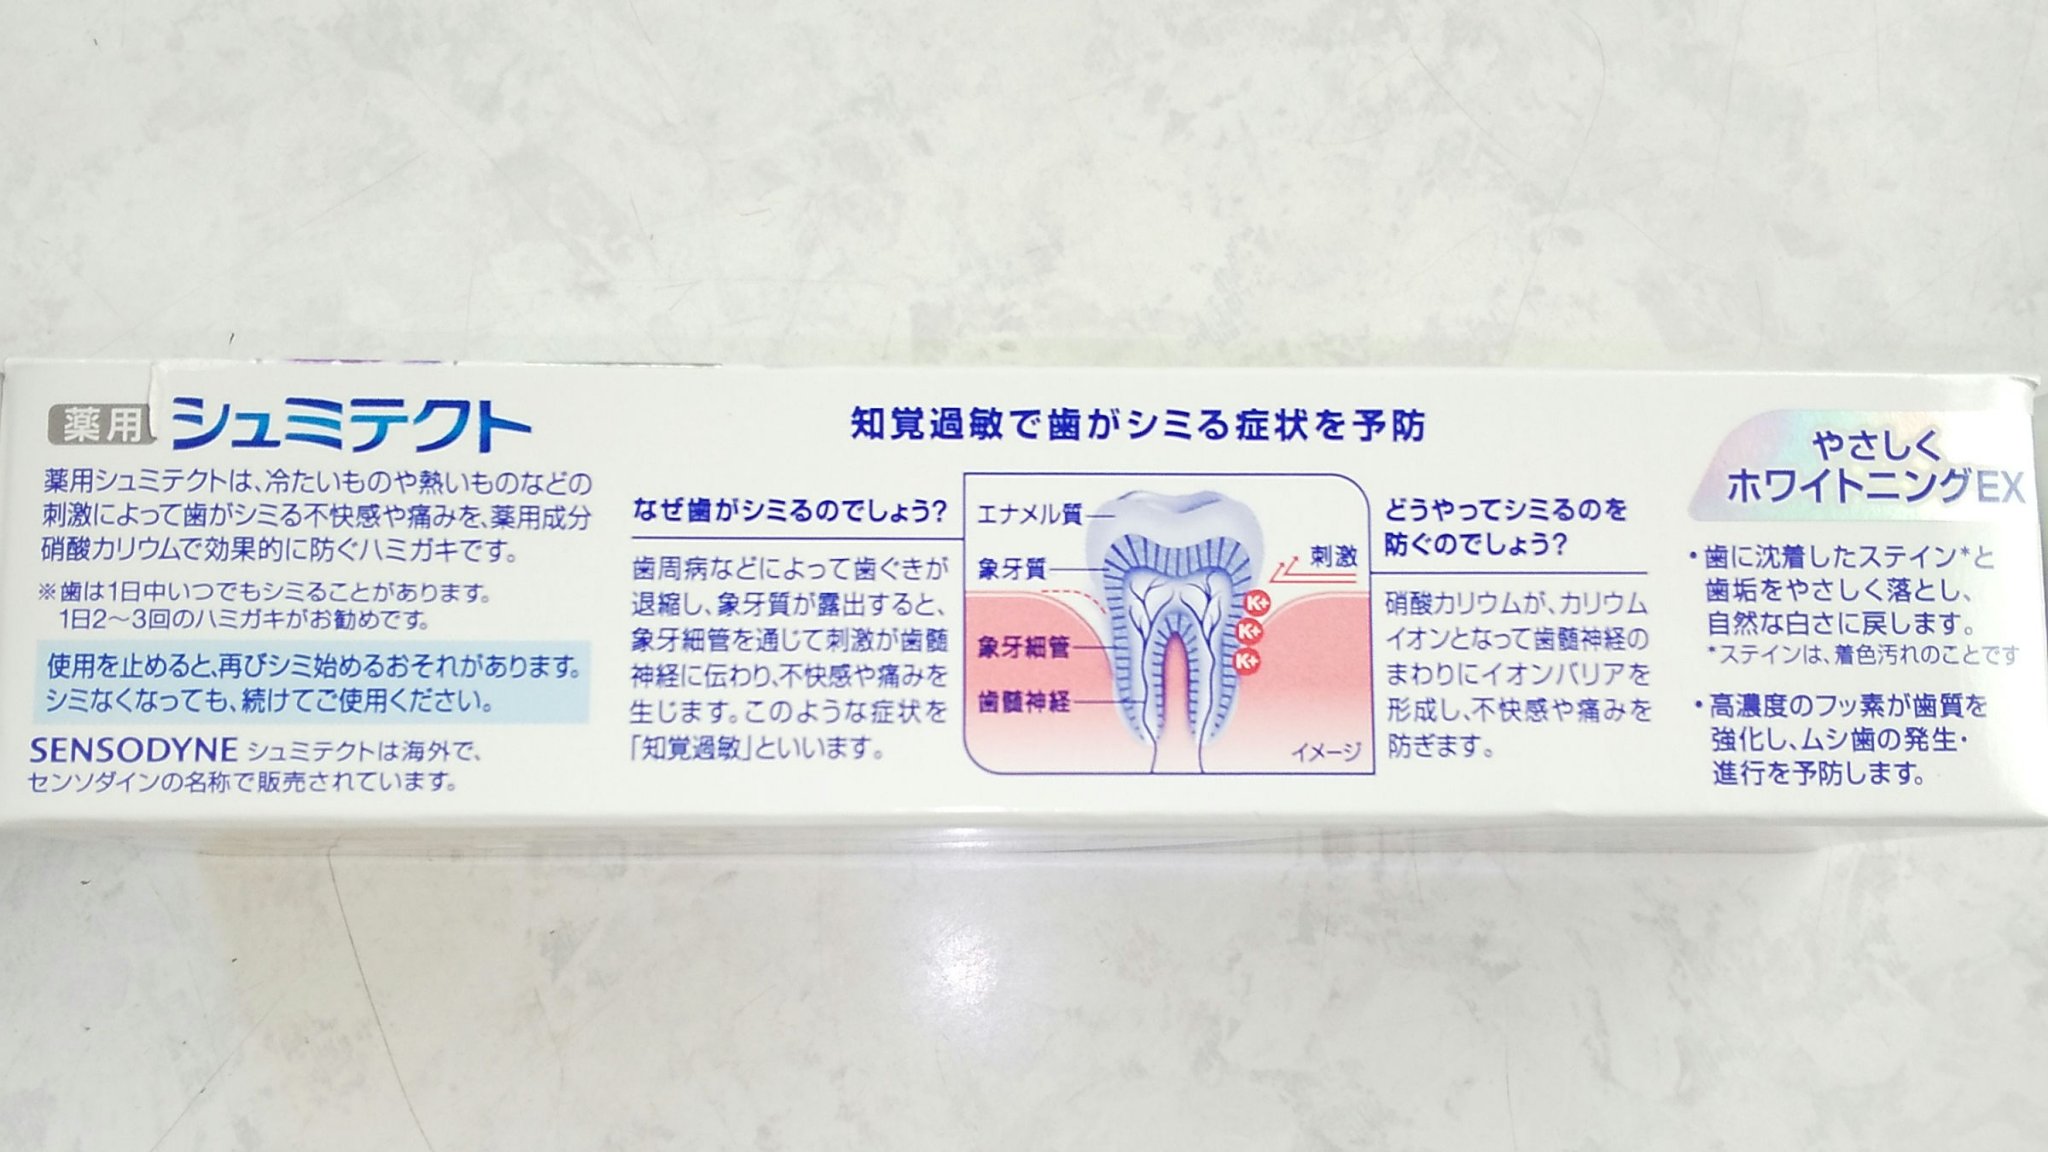 薬用 シュミテクト
薬用シュミテクトは、冷たいものや熱いものなどの
刺激によって歯がシミる不快感や痛みを、薬用成分
硝酸カリウムで効果的に防ぐハミガキです。
※歯は1日中いつでもシミることがあります。
1日2〜3回のハミガキがお勧めです。
使用を止めると、再びシミ始めるおそれがあります。
シミなくなっても、続けてご使用ください。
SENSODYNE シュミテクトは海外で、
センソダインの名称で販売されています。
知覚過敏で歯がシミる症状を予防
なぜ歯がシミるのでしょう?
歯周病などによって歯ぐきが
退縮し、象牙質が露出すると、
象牙細管を通じて刺激が歯髄
神経に伝わり、不快感や痛みを
生じます。このような症状を
「知覚過敏」といいます。
エナメル質
象牙質
象牙細管
歯髄神経
刺激
K+
K+
K+
イメージ
どうやってシミるのを
防ぐのでしょう?
硝酸カリウムが、カリウム
イオンとなって歯髄神経の
まわりにイオンバリアを
形成し、不快感や痛みを
防ぎます。
やさしく
ホワイトニングEX
・歯に沈着したステイン*と
歯垢をやさしく落とし、
自然な白さに戻します。
*ステインは、着色汚れのことです
・高濃度のフッ素が歯質を
強化し、ムシ歯の発生・
進行を予防します。